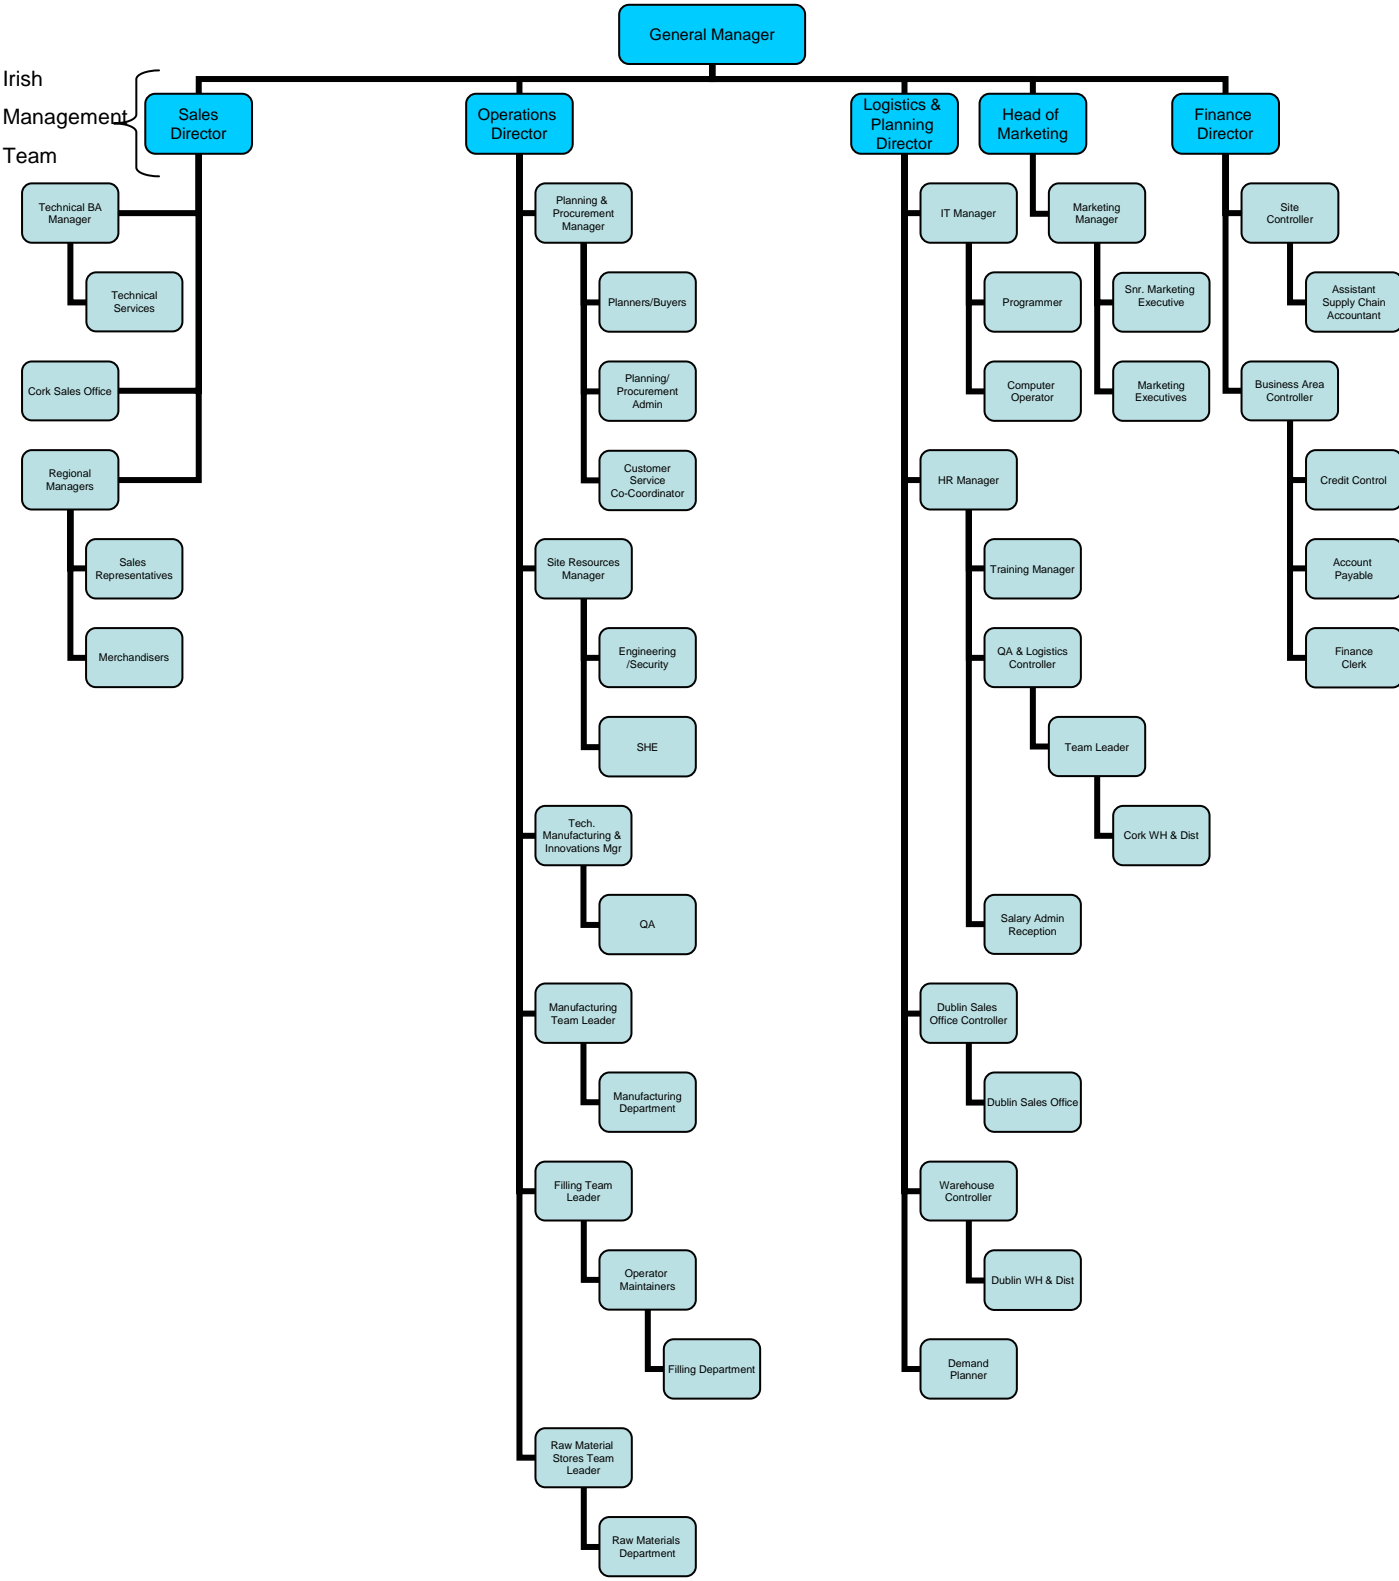 General Manager
Irish
Management
Team
Sales
Director
Operations
Director
Logistics &
Planning
Director
Head of
Marketing
Finance
Director
Technical BA
Manager
Technical
Services
Cork Sales Office
Regional
Managers
Sales
Representatives
Merchandisers
Planning &
Procurement
Manager
Planners/Buyers
Planning/
Procurement
Admin
Customer
Service
Co-Coordinator
Site Resources
Manager
Engineering
/Security
SHE
Tech.
Manufacturing &
Innovations Mgr
QA
Manufacturing
Team Leader
Manufacturing
Department
Filling Team
Leader
Operator
Maintainers
Filling Department
Raw Material
Stores Team
Leader
Raw Materials
Department
IT Manager
Programmer
Computer
Operator
HR Manager
Training Manager
QA & Logistics
Controller
Team Leader
Cork WH & Dist
Salary Admin
Reception
Dublin Sales
Office Controller
Dublin Sales Office
Warehouse
Controller
Dublin WH & Dist
Demand
Planner
Marketing
Manager
Snr. Marketing
Executive
Marketing
Executives
Site
Controller
Assistant
Supply Chain
Accountant
Business Area
Controller
Credit Control
Account
Payable
Finance
Clerk